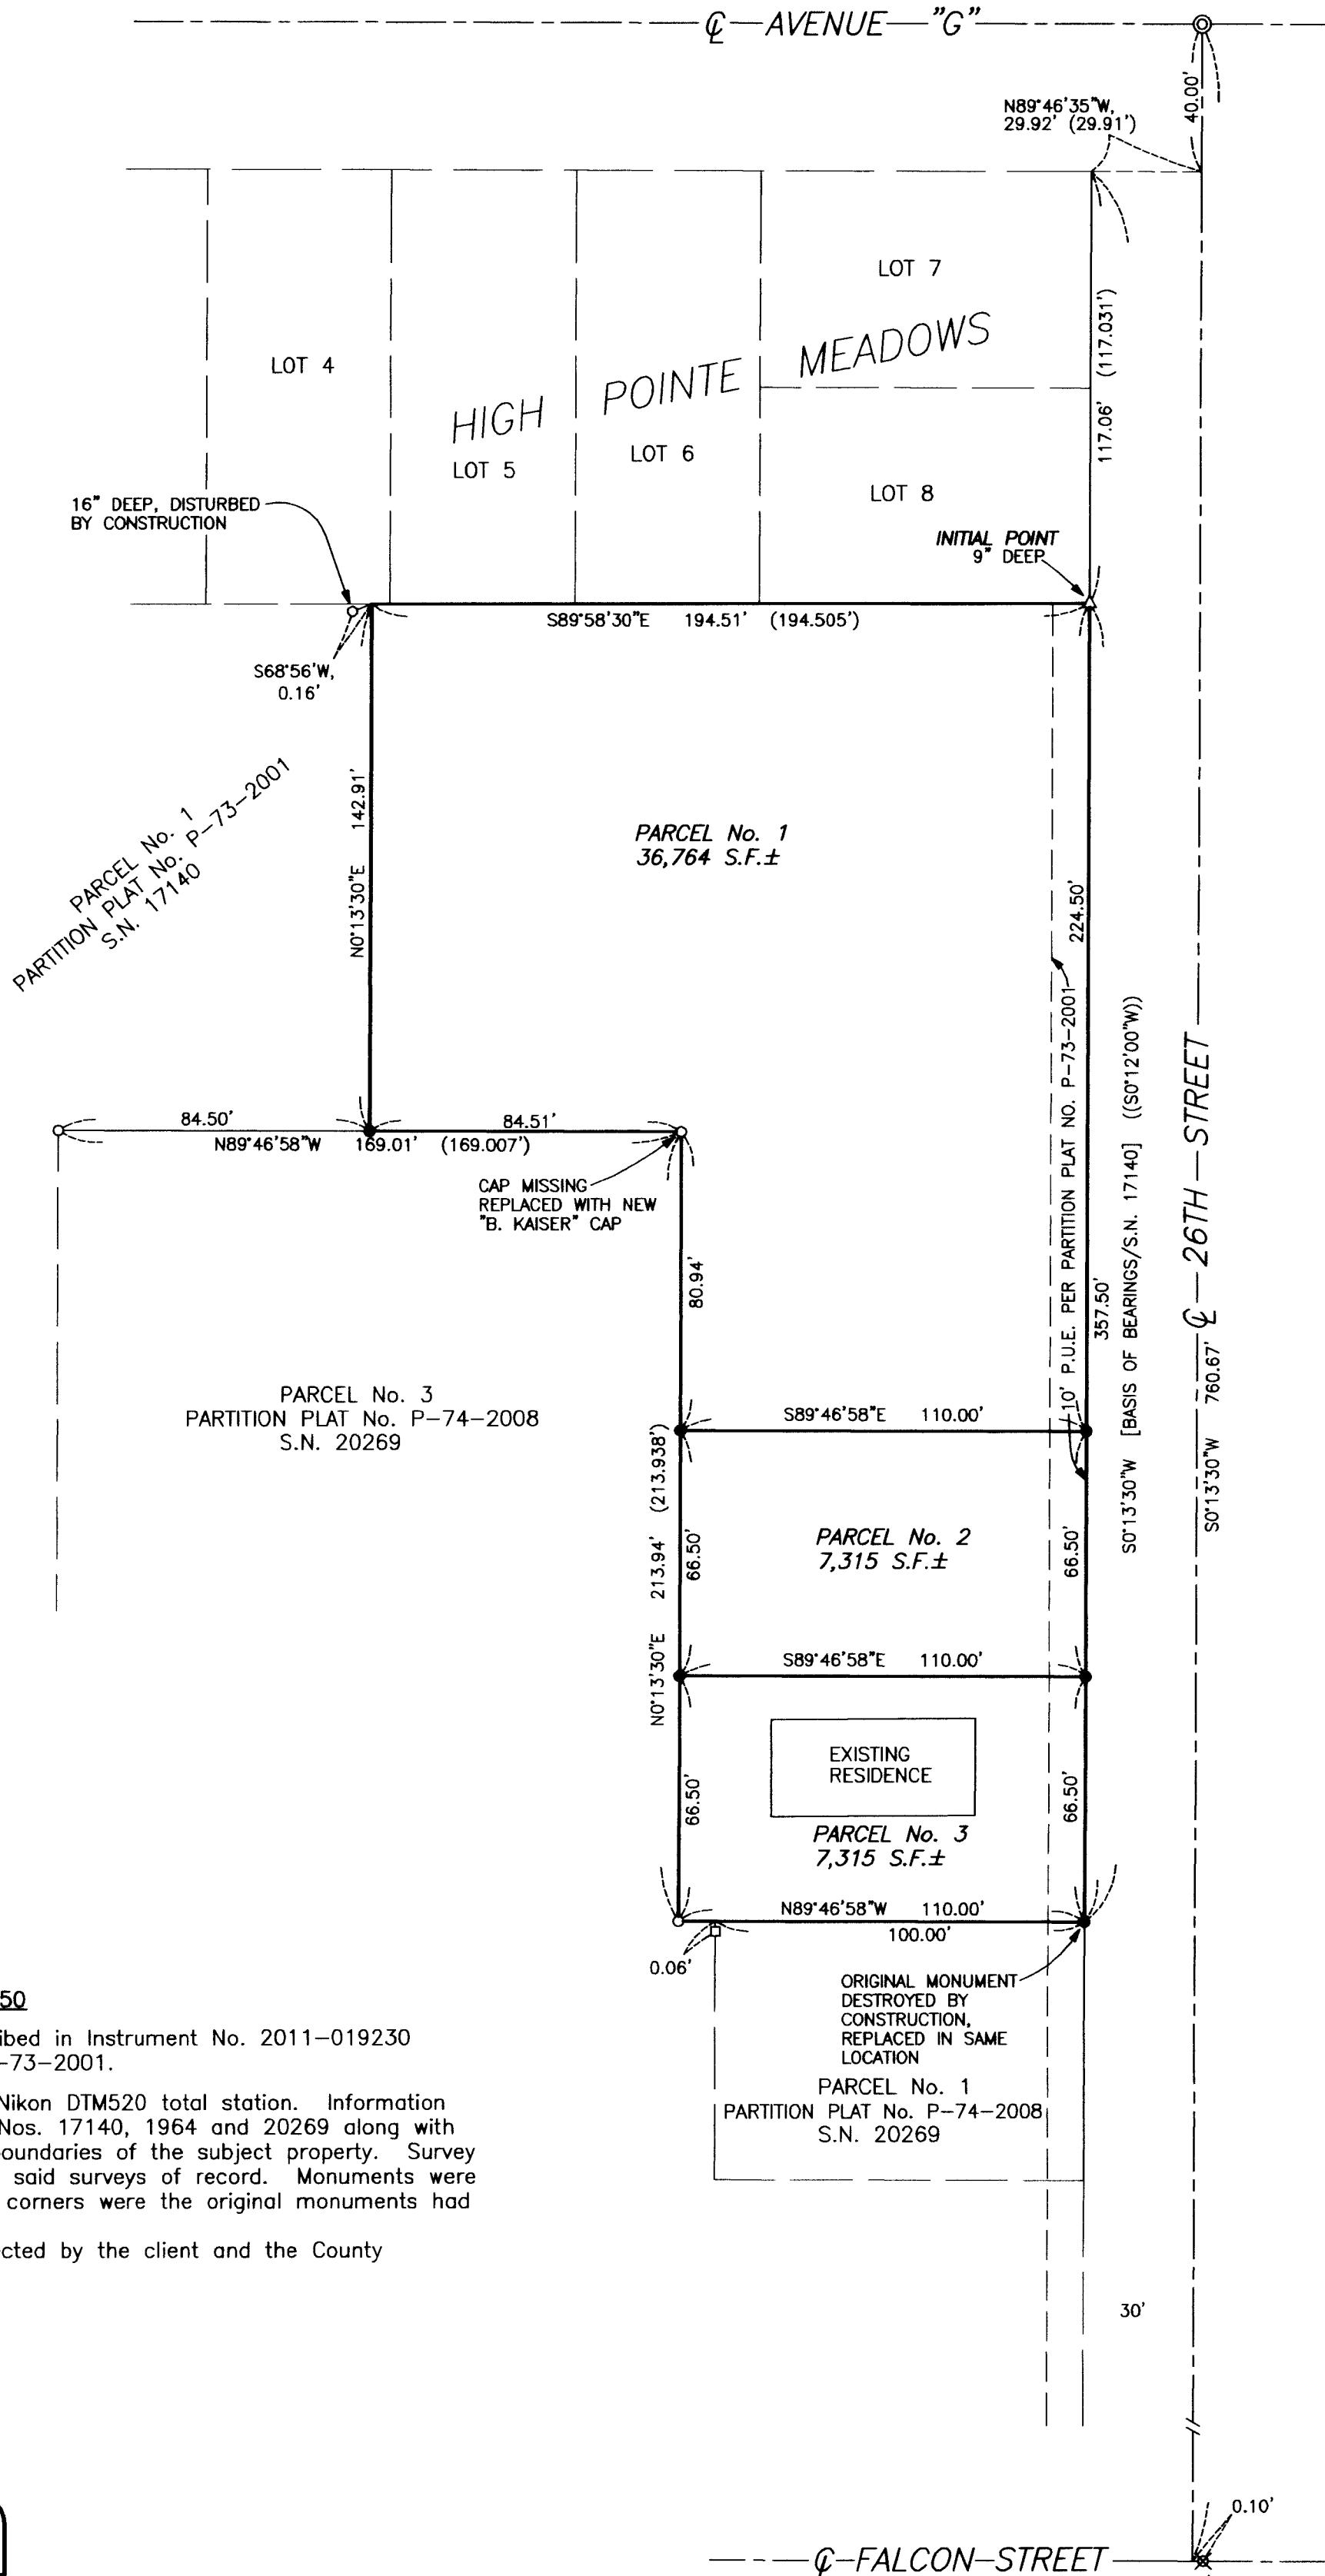 ℄ AVENUE "G"
40.00'
N89°46'35"W,
29.92' (29.91')
LOT 7
LOT 4
HIGH POINTE MEADOWS
LOT 5
LOT 6
LOT 8
117.06' (117.031')
16" DEEP, DISTURBED
BY CONSTRUCTION
INITIAL POINT
9" DEEP
S89°58'30"E 194.51' (194.505')
S68°56'W,
0.16'
PARCEL No. 1
PARTITION PLAT No. P-73-2001
S.N. 17140
N0°13'30"E 142.91'
PARCEL No. 1
36,764 S.F.±
224.50'
10' P.U.E. PER PARTITION PLAT NO. P-73-2001
357.50'
S0°13'30"W [BASIS OF BEARINGS/S.N. 17140] ((S0°12'00"W))
℄ 26TH STREET
S0°13'30"W 760.67'
84.50'
84.51'
N89°46'58"W 169.01' (169.007')
CAP MISSING
REPLACED WITH NEW
"B. KAISER" CAP
80.94'
PARCEL No. 3
PARTITION PLAT No. P-74-2008
S.N. 20269
S89°46'58"E 110.00'
N0°13'30"E 213.94' (213.938')
66.50'
PARCEL No. 2
7,315 S.F.±
66.50'
S89°46'58"E 110.00'
EXISTING
RESIDENCE
66.50'
66.50'
PARCEL No. 3
7,315 S.F.±
N89°46'58"W 110.00'
100.00'
0.06'
ORIGINAL MONUMENT
DESTROYED BY
CONSTRUCTION,
REPLACED IN SAME
LOCATION
PARCEL No. 1
PARTITION PLAT No. P-74-2008
S.N. 20269
50
ibed in Instrument No. 2011-019230
-73-2001.
Nikon DTM520 total station. Information
Nos. 17140, 1964 and 20269 along with
oundaries of the subject property. Survey
said surveys of record. Monuments were
corners were the original monuments had
cted by the client and the County
30'
0.10'
℄ FALCON STREET